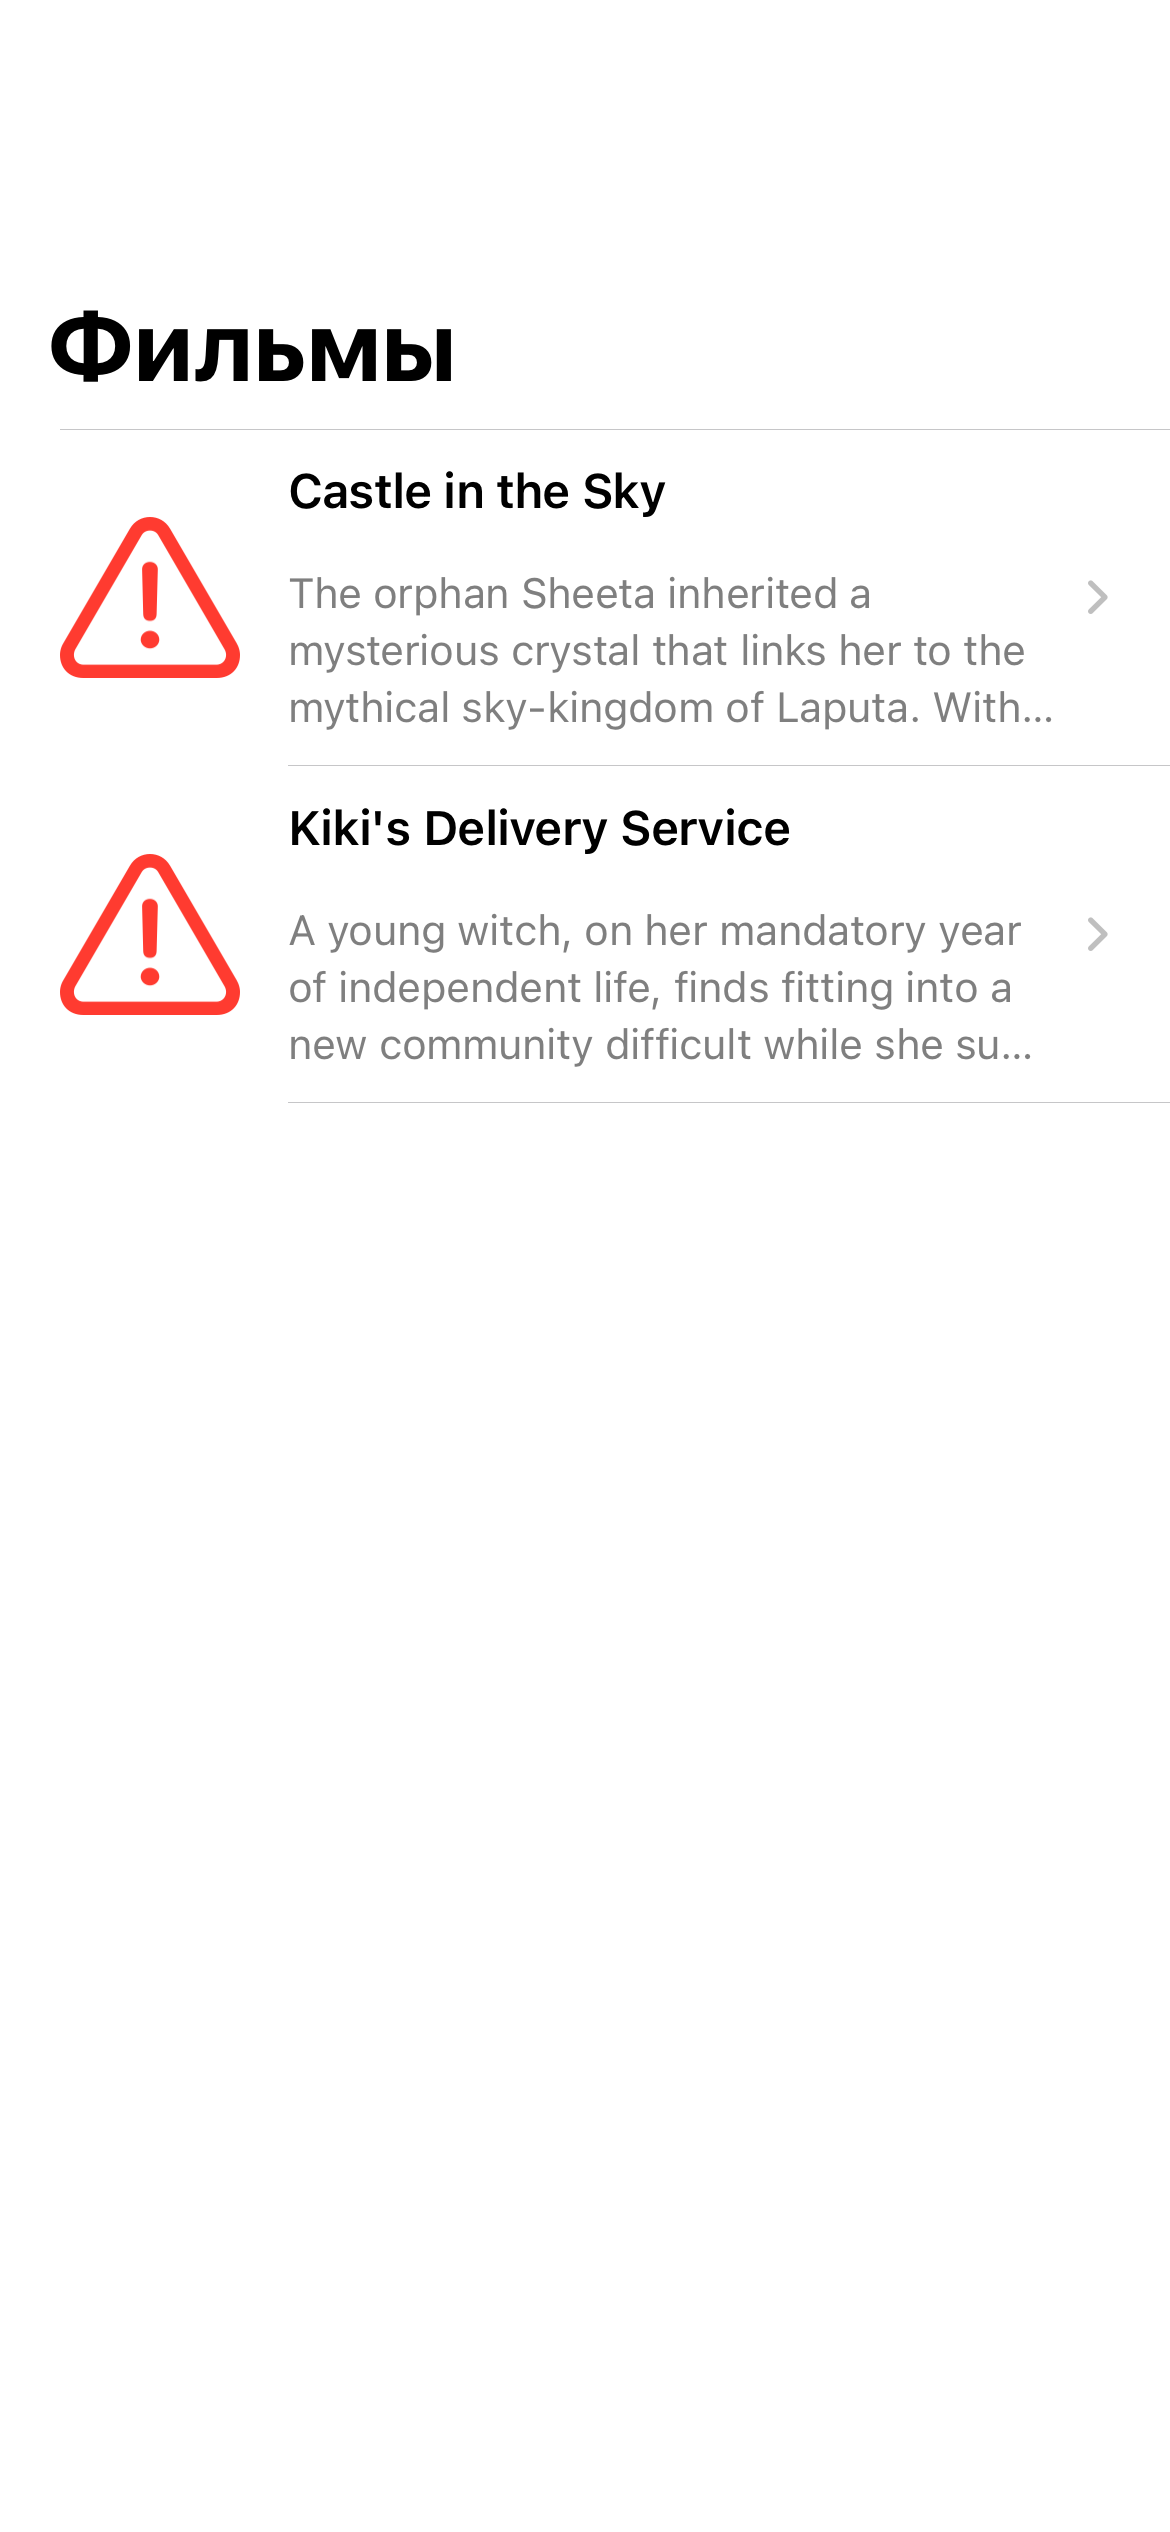 Фильмы
Castle in the Sky
The orphan Sheeta inherited a
mysterious crystal that links her to the
mythical sky-kingdom of Laputa. With...
Kiki's Delivery Service
A young witch, on her mandatory year
of independent life, finds fitting into a
new community difficult while she su...